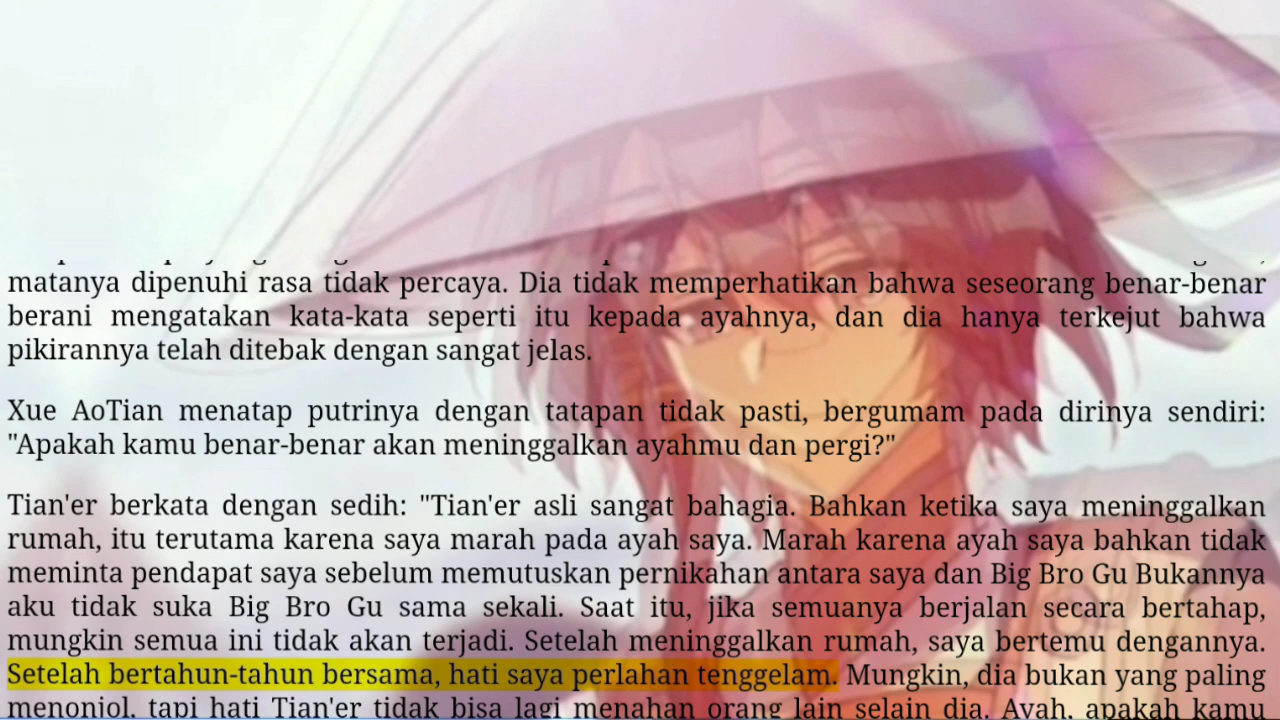 matanya dipenuhi rasa tidak percaya. Dia tidak memperhatikan bahwa seseorang benar-benar
berani mengatakan kata-kata seperti itu kepada ayahnya, dan dia hanya terkejut bahwa
pikirannya telah ditebak dengan sangat jelas.
Xue AoTian menatap putrinya dengan tatapan tidak pasti, bergumam pada dirinya sendiri:
"Apakah kamu benar-benar akan meninggalkan ayahmu dan pergi?"
Tian'er berkata dengan sedih: "Tian'er asli sangat bahagia. Bahkan ketika saya meninggalkan
rumah, itu terutama karena saya marah pada ayah saya. Marah karena ayah saya bahkan tidak
meminta pendapat saya sebelum memutuskan pernikahan antara saya dan Big Bro Gu Bukannya
aku tidak suka Big Bro Gu sama sekali. Saat itu, jika semuanya berjalan secara bertahap,
mungkin semua ini tidak akan terjadi. Setelah meninggalkan rumah, saya bertemu dengannya.
Setelah bertahun-tahun bersama, hati saya perlahan tenggelam. Mungkin, dia bukan yang paling
menonjol, tapi hati Tian'er tidak bisa lagi menahan orang lain selain dia. Ayah, apakah kamu